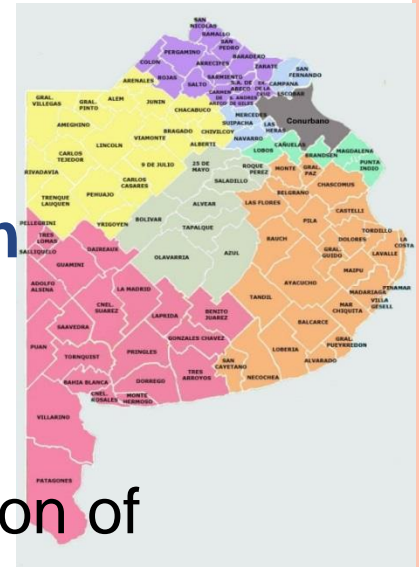 SAN NICOLAS
RAMALLO
SAN PEDRO
PERGAMINO
BARADERO
COLON
ARRECIFES
ZARATE
ARENALES
ROJAS
SALTO
CAMPANA
SAN FERNANDO
ESCOBAR
GRAL. VILLEGAS
GRAL. PINTO
ALEM
JUNIN
CHACABUCO
MERCEDES
Conurbano
AMEGHINO
SUIPACHA
LAS HERAS
BRAGADO
CHIVILCOY
NAVARRO
LINCOLN
VIAMONTE
ALBERTI
LOBOS
CAÑUELAS
BRANDSEN
MAGDALENA
CARLOS TEJEDOR
9 DE JULIO
25 DE MAYO
ROQUE PEREZ
MONTE
GRAL. PAZ
PUNTA INDIO
RIVADAVIA
CARLOS CASARES
SALADILLO
CHASCOMUS
BELGRANO
TRENQUE LAUQUEN
PEHUAJO
ALVEAR
LAS FLORES
CASTELLI
PELLEGRINI
BOLIVAR
PILA
TORDILLO
TRES LOMAS
YRIGOYEN
TAPALQUE
DOLORES
LA COSTA
n
SALLIQUILO
DAIREAUX
RAUCH
GRAL. GUIDO
LAVALLE
GUAMINI
OLAVARRIA
AZUL
MAIPU
PINAMAR
ADOLFO ALSINA
LA MADRID
AYACUCHO
MADARIAGA
VILLA GESELL
CNEL. SUAREZ
BENITO JUAREZ
TANDIL
MAR CHIQUITA
LAPRIDA
SAAVEDRA
BALCARCE
PUAN
PRINGLES
GONZALES CHAVEZ
GRAL. PUEYRREDON
TORNQUIST
LOBERIA
ALVARADO
TRES ARROYOS
SAN CAYETANO
NECOCHEA
BAHIA BLANCA
DORREGO
CNEL. ROSALES
MONTE HERMOSO
VILLARINO
PATAGONES
on of